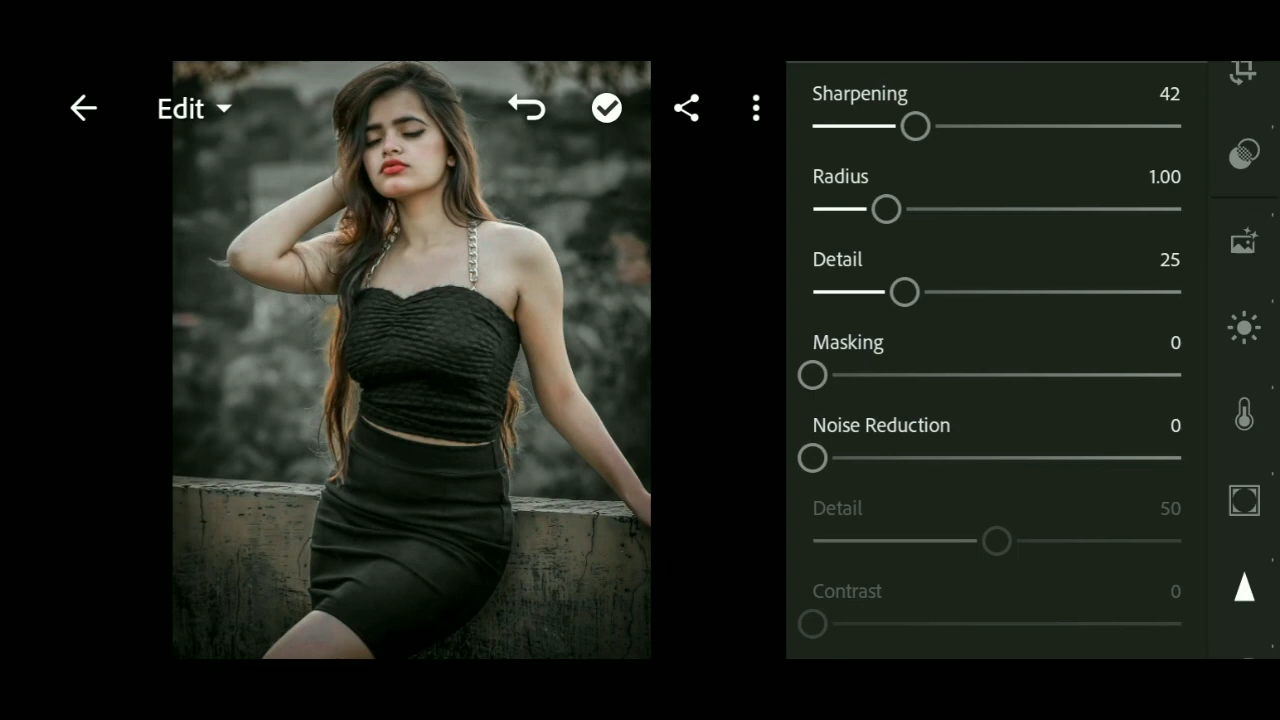 Edit
Sharpening 42
Radius 1.00
Detail 25
Masking 0
Noise Reduction 0
Detail 50
Contrast 0